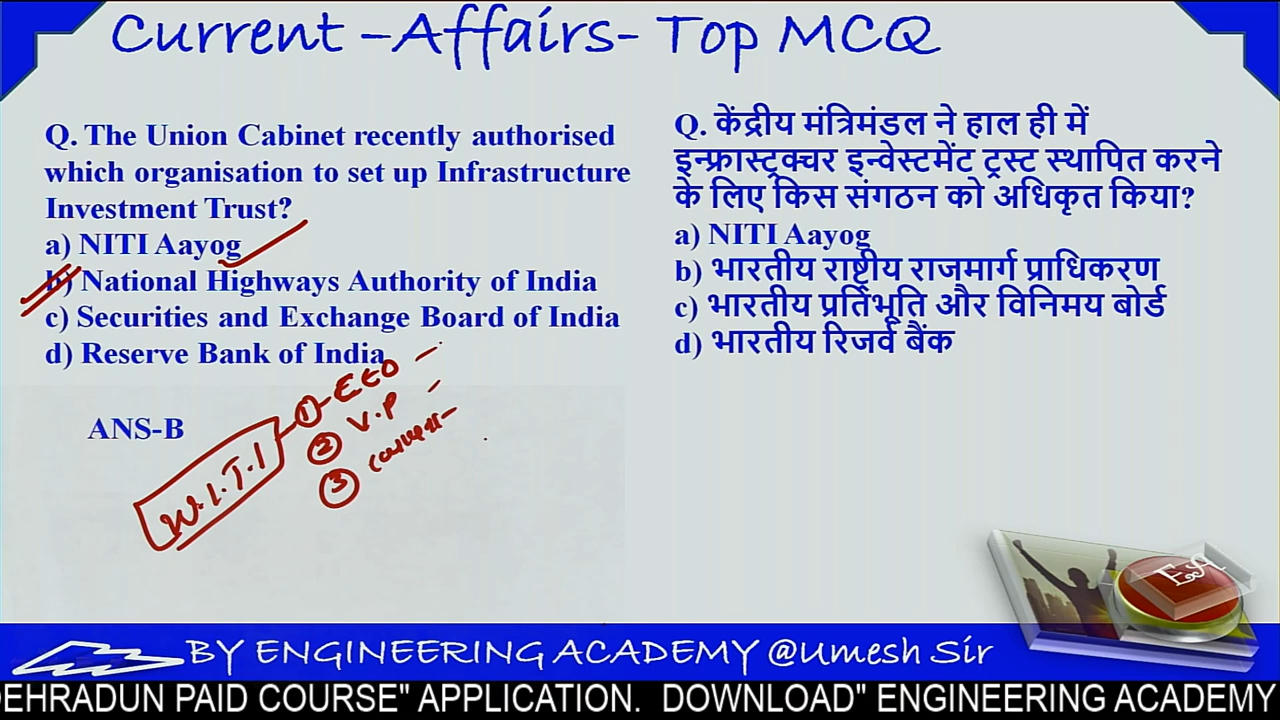 Current -Affairs- Top MCQ
Q. The Union Cabinet recently authorised
which organisation to set up Infrastructure
Investment Trust?
a) NITI Aayog
b) National Highways Authority of India
c) Securities and Exchange Board of India
d) Reserve Bank of India
ANS-B
N.I.T.I
① CEO
② V.P
③
Q. केंद्रीय मंत्रिमंडल ने हाल ही में
इन्फ्रास्ट्रक्चर इन्वेस्टमेंट ट्रस्ट स्थापित करने
के लिए किस संगठन को अधिकृत किया?
a) NITI Aayog
b) भारतीय राष्ट्रीय राजमार्ग प्राधिकरण
c) भारतीय प्रतिभूति और विनिमय बोर्ड
d) भारतीय रिजर्व बैंक
EA
BY ENGINEERING ACADEMY @Umesh Sir
DEHRADUN PAID COURSE" APPLICATION. DOWNLOAD" ENGINEERING ACADEMY